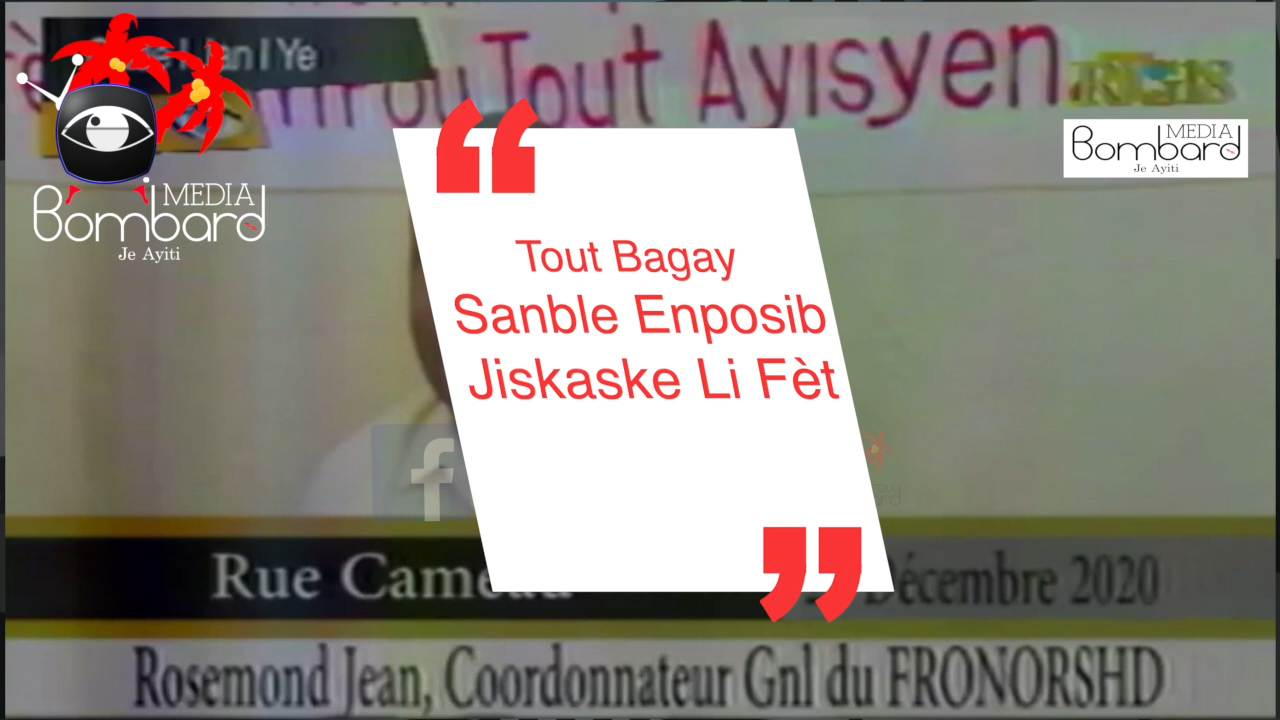 Tout Ayisyen
MEDIA
Bombard
Je Ayiti
MEDIA
Bombard
Je Ayiti
Tout Bagay
Sanble Enposib
Jiskaske Li Fèt
f
Rue Cameau
Décembre 2020
Rosemond Jean, Coordonnateur Gnl du FRONORSHD